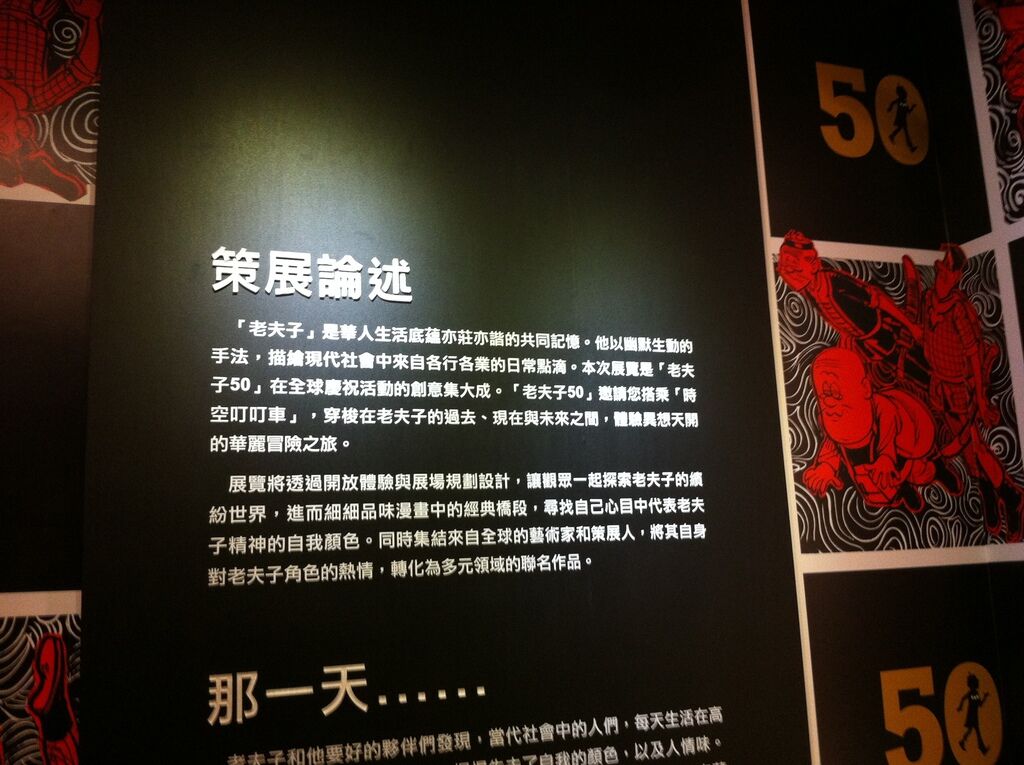 策展論述
「老夫子」是華人生活底蘊亦莊亦諧的共同記憶。他以幽默生動的
手法，描繪現代社會中來自各行各業的日常點滴。本次展覽是「老夫
子50」在全球慶祝活動的創意集大成。「老夫子50」邀請您搭乘「時
空叮叮車」，穿梭在老夫子的過去、現在與未來之間，體驗異想天開
的華麗冒險之旅。
展覽將透過開放體驗與展場規劃設計，讓觀眾一起探索老夫子的繽
紛世界，進而細細品味漫畫中的經典橋段，尋找自己心目中代表老夫
子精神的自我顏色。同時集結來自全球的藝術家和策展人，將其自身
對老夫子角色的熱情，轉化為多元領域的聯名作品。
那一天......
老夫子和他要好的夥伴們發現，當代社會中的人們，每天生活在高
失去了自我的顏色，以及人情味。
50
50